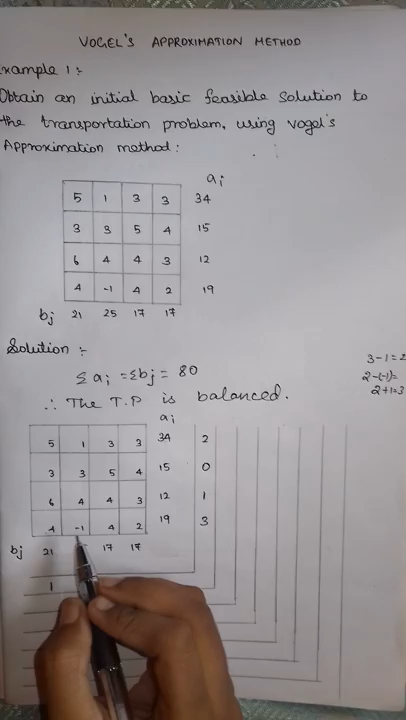 VOGEL'S APPROXIMATION METHOD
xample 1 :-
Obtain an initial basic feasible solution to
the transportation problem, using Vogel's
Approximation method :
ai
5 1 3 3 34
3 3 5 4 15
6 4 4 3 12
4 -1 4 2 19
bj 21 25 17 17
Solution :-
Σai = Σbj = 80
∴ The T.P is balanced.
3-1=2
2-(-1)=
2+1=3
ai
5 1 3 3 34 2
3 3 5 4 15 0
6 4 4 3 12 1
4 -1 4 2 19 3
bj 21 17 17
1